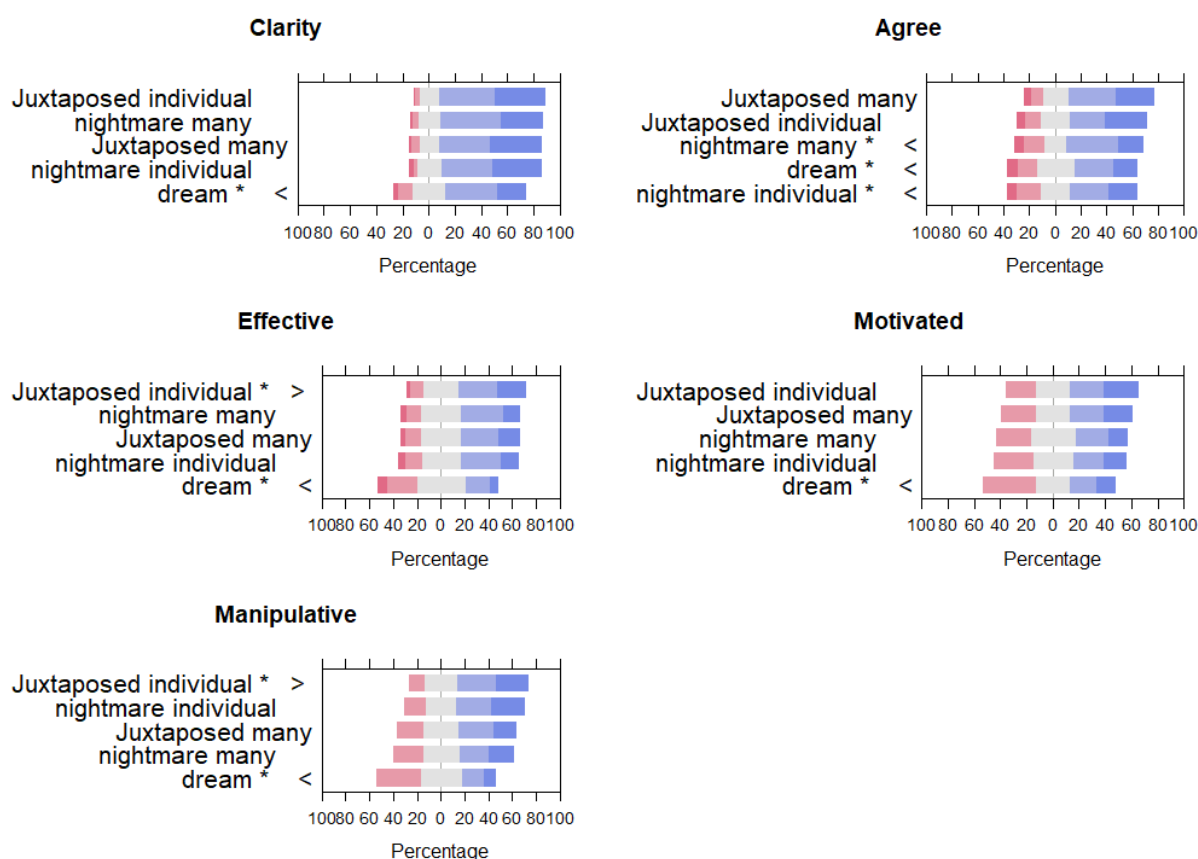 Clarity
Juxtaposed individual
nightmare many
Juxtaposed many
nightmare individual
dream * <
100 80 60 40 20 0 20 40 60 80 100
Percentage
Agree
Juxtaposed many
Juxtaposed individual
nightmare many * <
dream * <
nightmare individual * <
100 80 60 40 20 0 20 40 60 80 100
Percentage
Effective
Juxtaposed individual * >
nightmare many
Juxtaposed many
nightmare individual
dream * <
100 80 60 40 20 0 20 40 60 80 100
Percentage
Motivated
Juxtaposed individual
Juxtaposed many
nightmare many
nightmare individual
dream * <
100 80 60 40 20 0 20 40 60 80 100
Percentage
Manipulative
Juxtaposed individual * >
nightmare individual
Juxtaposed many
nightmare many
dream * <
100 80 60 40 20 0 20 40 60 80 100
Percentage